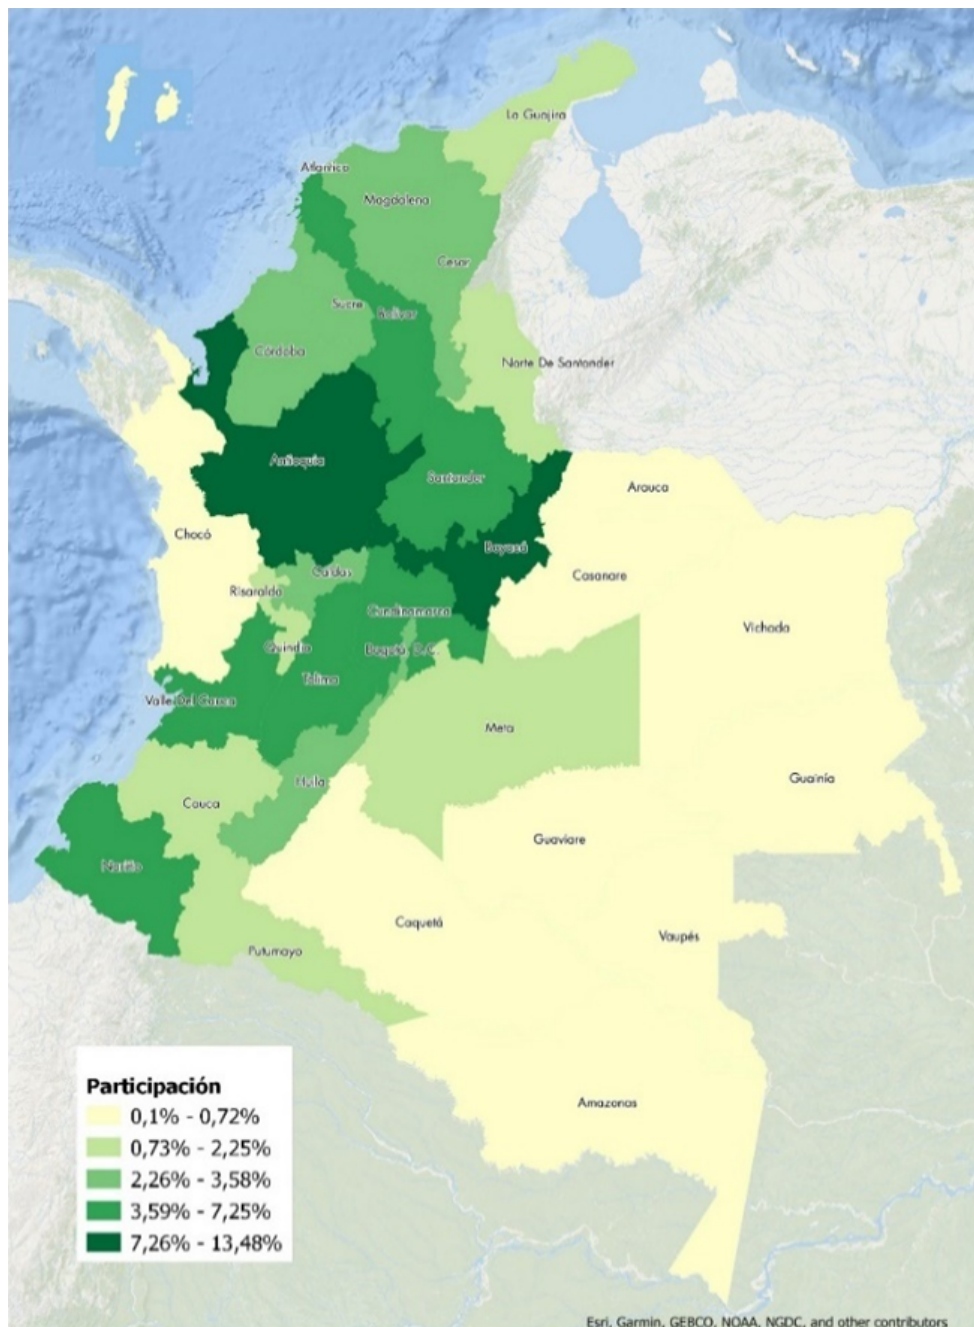 La Guajira
Atlantico
Magdalena
Cesar
Sucre
Bolívar
Córdoba
Norte De Santander
Antioquia
Santander
Arauca
Chocó
Boyacá
Caldas
Casanare
Risaralda
Cundinamarca
Vichada
Quindio
Bogotá, D.C.
Tolima
Valle Del Cauca
Meta
Huila
Guainía
Cauca
Guaviare
Nariño
Caquetá
Vaupés
Putumayo
Amazonas
Participación
0,1% - 0,72%
0,73% - 2,25%
2,26% - 3,58%
3,59% - 7,25%
7,26% - 13,48%
Esri, Garmin, GEBCO, NOAA, NGDC, and other contributors